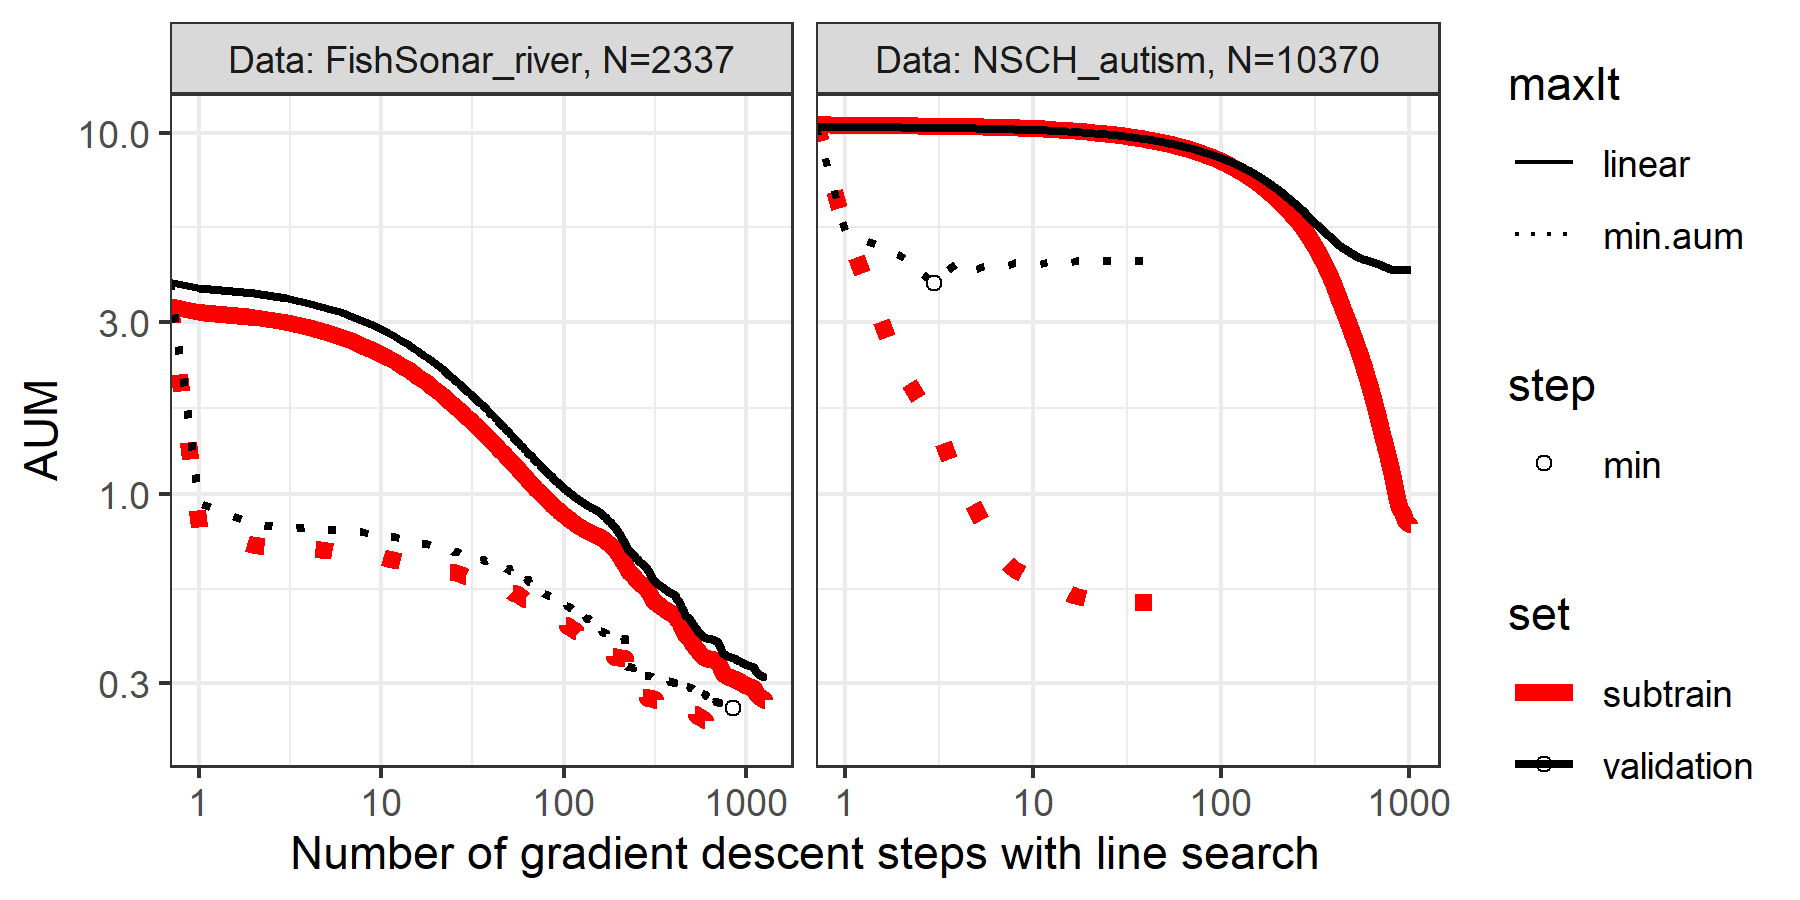 Data: FishSonar_river, N=2337
Data: NSCH_autism, N=10370
AUM
10.0
3.0
1.0
0.3
1
10
100
1000
1
10
100
1000
Number of gradient descent steps with line search
maxIt
linear
min.aum
step
min
set
subtrain
validation